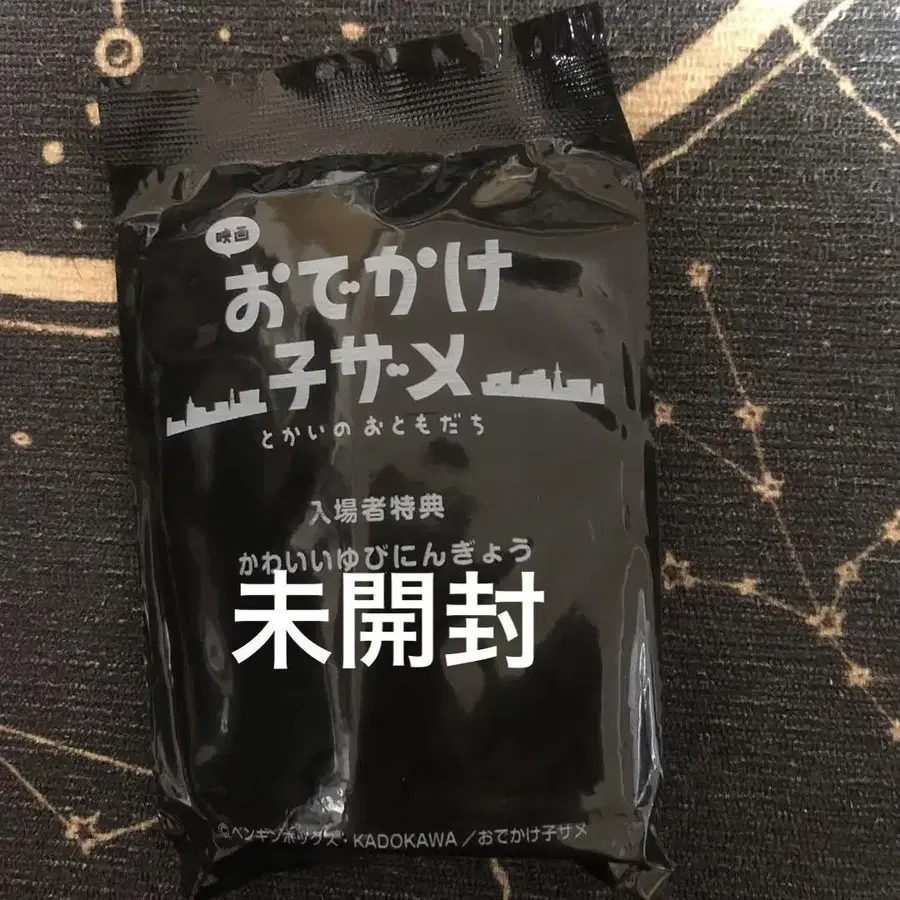 映画
おでかけ
子ザメ
とかいのおともだち
入場者特典
かわいいゆびにんぎょう
未開封
©ペンギンボックス・KADOKAWA/おでかけ子ザメ